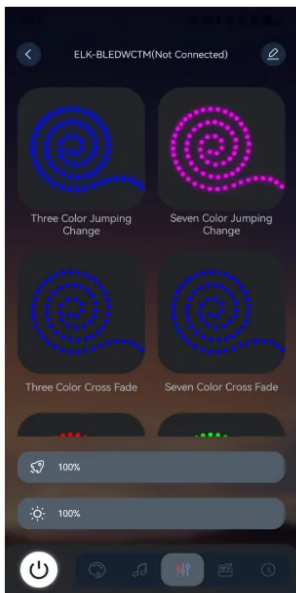 ELK-BLEDWCTM(Not Connected)
Three Color Jumping
Change
Seven Color Jumping
Change
Three Color Cross Fade
Seven Color Cross Fade
100%
100%